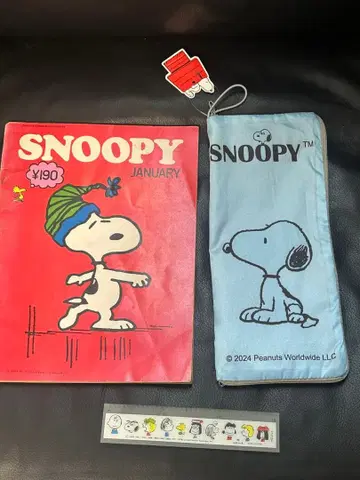 SNOOPY
¥190
JANUARY
SNOOPY™
© 2024 Peanuts Worldwide LLC